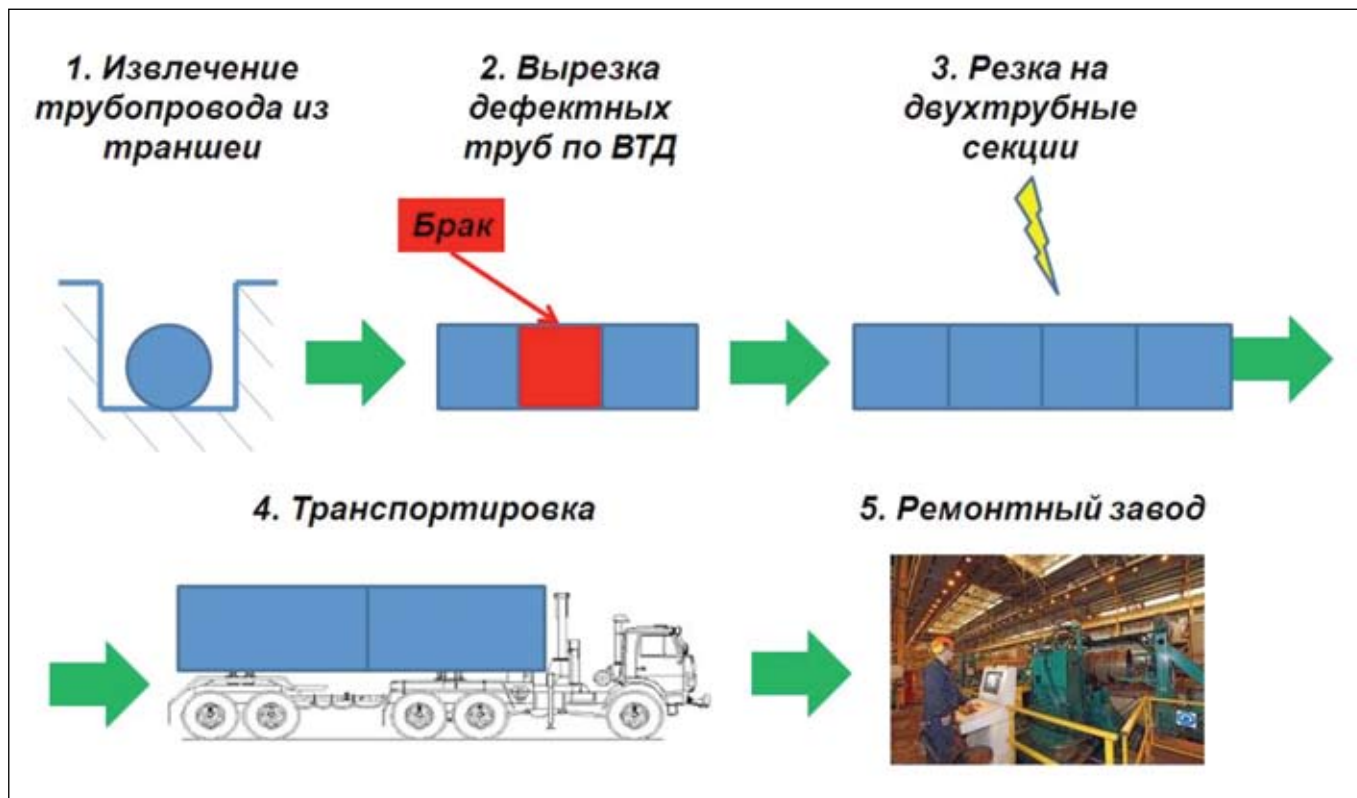 1. Извлечение
трубопровода из
траншеи
2. Вырезка
дефектных
труб по ВТД
3. Резка на
двухтрубные
секции
Брак
4. Транспортировка
5. Ремонтный завод